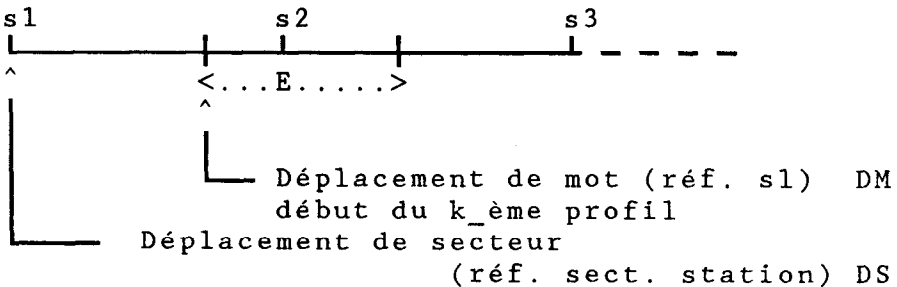 s1 s2 s3
<...E.....>
Déplacement de mot (réf. s1) DM
début du k_ème profil
Déplacement de secteur
(réf. sect. station) DS